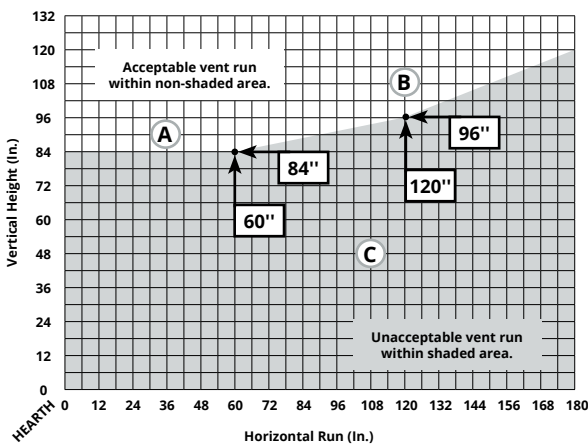 132
120
108
96
84
72
60
48
36
24
12
0
Vertical Height (In.)
Acceptable vent run
within non-shaded area.
A
B
C
84''
60''
96''
120''
Unacceptable vent run
within shaded area.
HEARTH
0 12 24 36 48 60 72 84 96 108 120 132 144 156 168 180
Horizontal Run (In.)